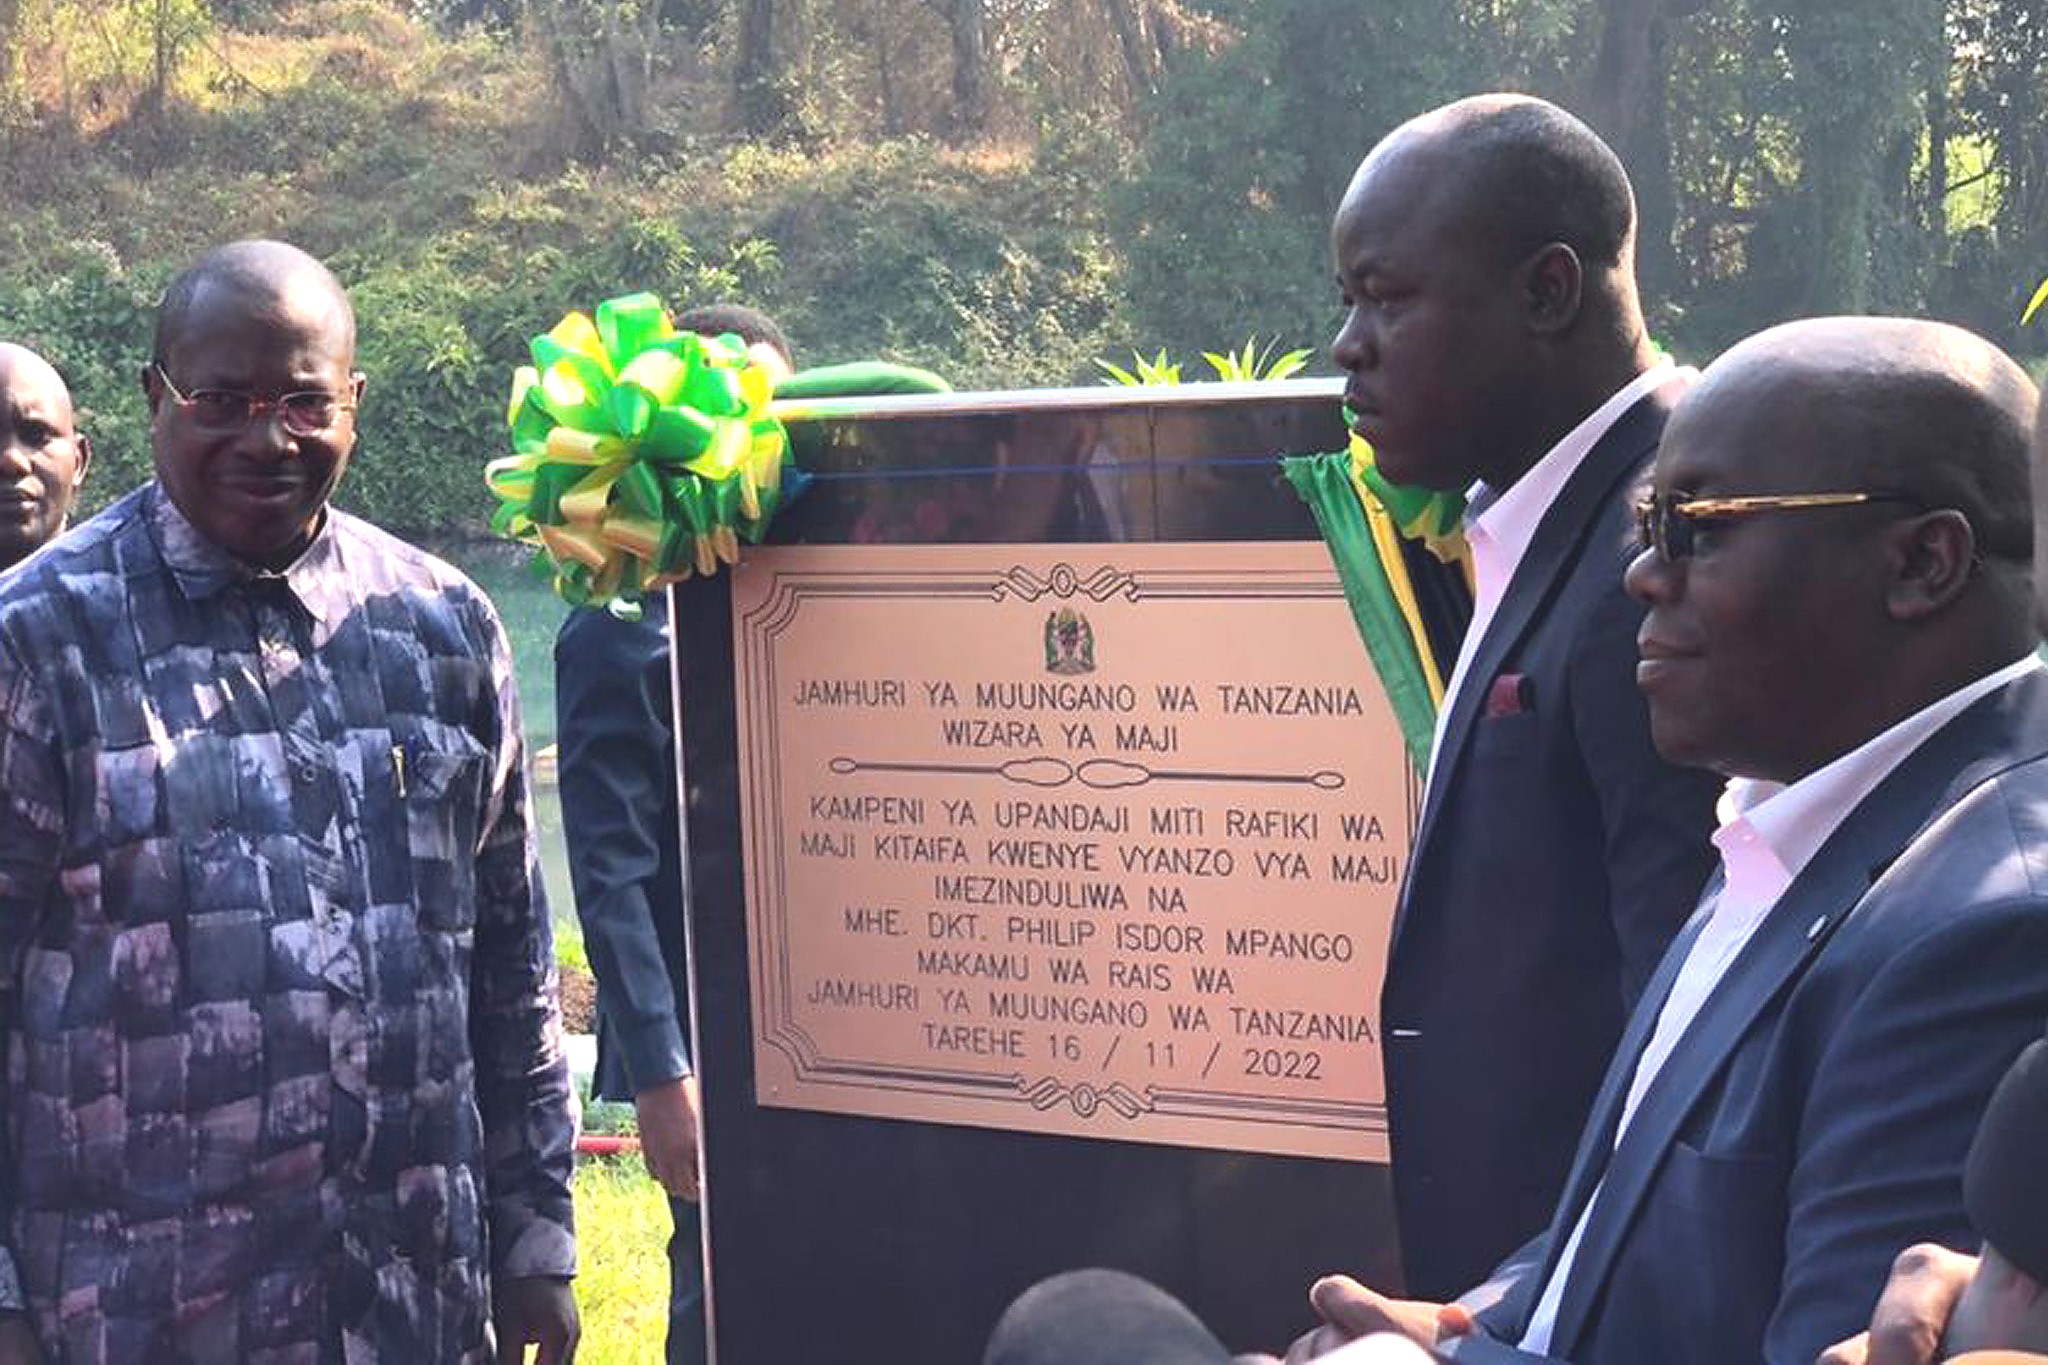 JAMHURI YA MUUNGANO WA TANZANIA
WIZARA YA MAJI
KAMPENI YA UPANDAJI MITI RAFIKI WA
MAJI KITAIFA KWENYE VYANZO VYA MAJI
IMEZINDULIWA NA
MHE. DKT. PHILIP ISDOR MPANGO
MAKAMU WA RAIS WA
JAMHURI YA MUUNGANO WA TANZANIA
TAREHE 16 / 11 / 2022